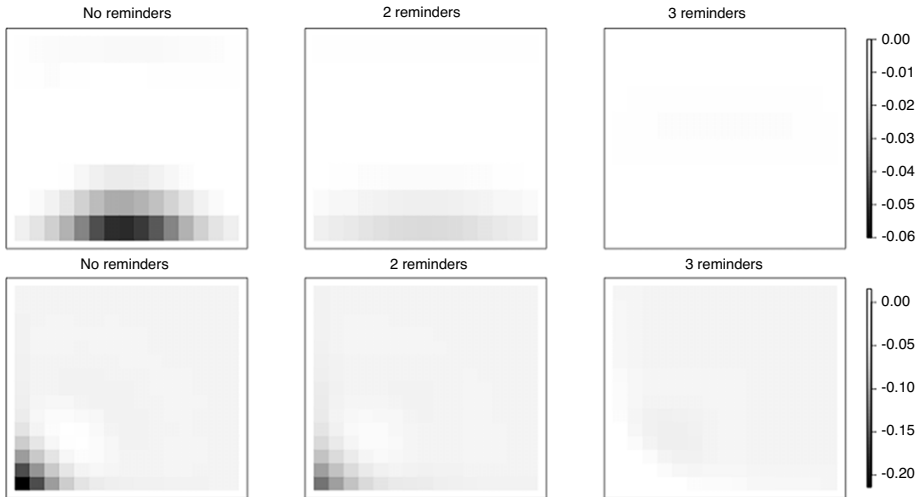 No reminders
2 reminders
3 reminders
0.00
-0.01
-0.02
-0.03
-0.04
-0.05
-0.06
No reminders
2 reminders
3 reminders
0.00
-0.05
-0.10
-0.15
-0.20